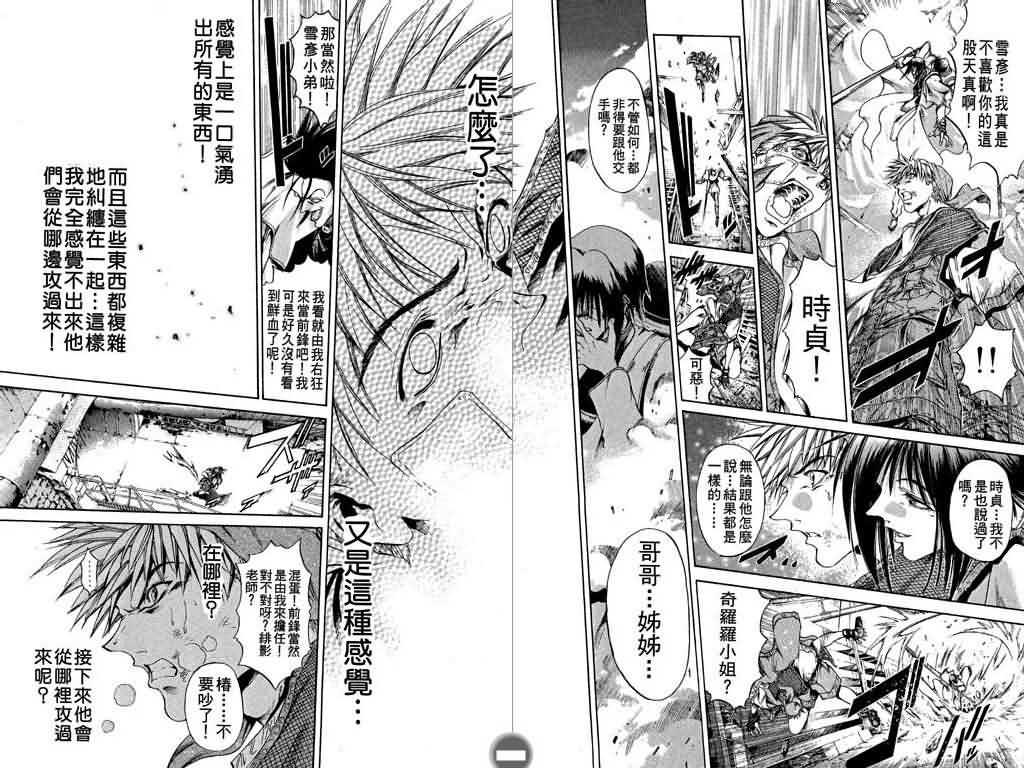 雪彥…我真是
不喜歡你的這
股天真啊！
！！
時貞！
不管如何…都
非得要跟他交
手嗎？
可惡！
時貞…我不
是也說過了
嗎？
無論跟他怎麼
說…結果都是
一樣的……
奇羅羅小姐？
哥哥…姊姊…
怎麼了…
又是這種感覺…
那當然啦！
雪彥小弟！
我看就由我右狂
來當前鋒吧！我
可是好久沒有看
到鮮血了呢！
感覺上是一口氣湧
出所有的東西！
而且這些東西都複雜
地糾纏在一起…這樣
我完全感覺不出來他
們會從哪邊攻過來！
混蛋！前鋒當然
是由我來擔任！
對不對呀？緋影
老師？
在哪裡？
椿……不
要吵了！
……
接下來他會
從哪裡攻過
來呢？